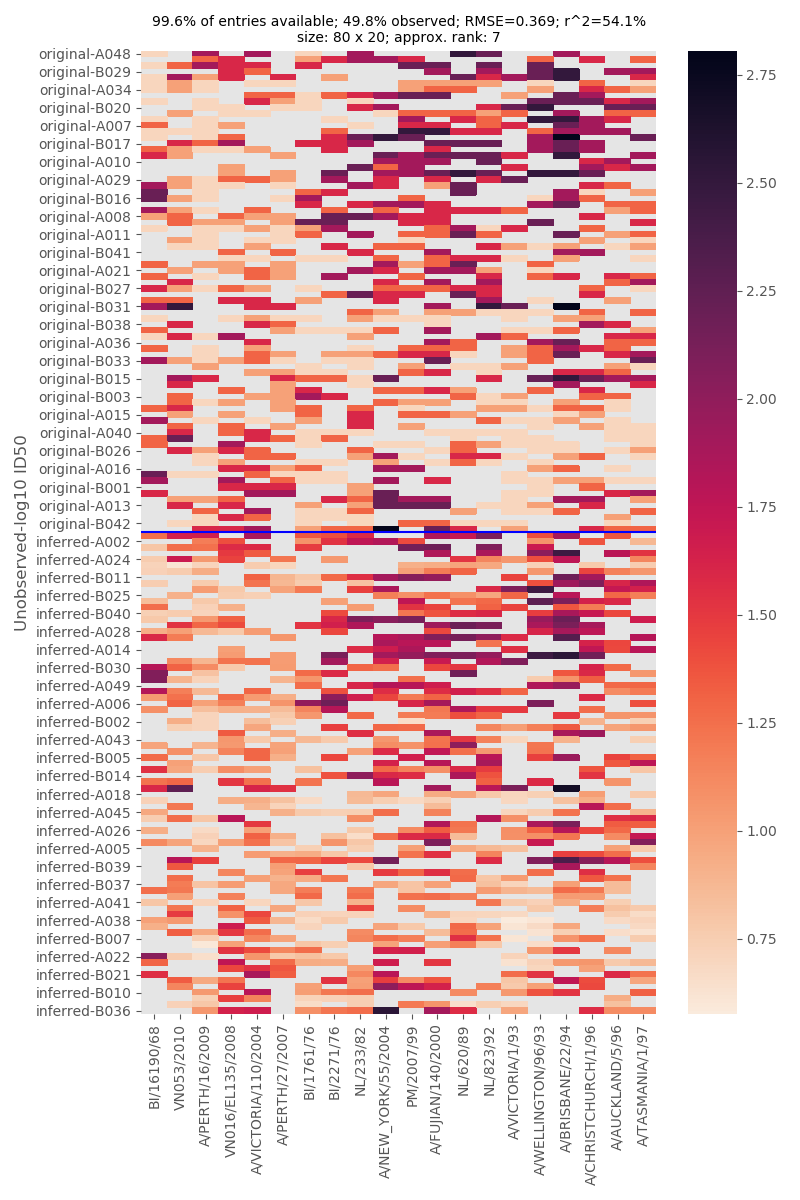 99.6% of entries available; 49.8% observed; RMSE=0.369; r^2=54.1%
size: 80 x 20; approx. rank: 7
Unobserved-log10 ID50
original-A048
original-B029
original-A034
original-B020
original-A007
original-B017
original-A010
original-A029
original-B016
original-A008
original-A011
original-B041
original-A021
original-B027
original-B031
original-B038
original-A036
original-B033
original-B015
original-B003
original-A015
original-A040
original-B026
original-A016
original-B001
original-A013
original-B042
inferred-A002
inferred-A024
inferred-B011
inferred-B025
inferred-B040
inferred-A028
inferred-A014
inferred-B030
inferred-A049
inferred-A006
inferred-B002
inferred-A043
inferred-B005
inferred-B014
inferred-A018
inferred-A045
inferred-A026
inferred-A005
inferred-B039
inferred-B037
inferred-A041
inferred-A038
inferred-B007
inferred-A022
inferred-B021
inferred-B010
inferred-B036
BI/16190/68
VN053/2010
A/PERTH/16/2009
VN016/EL135/2008
A/VICTORIA/110/2004
A/PERTH/27/2007
BI/1761/76
BI/2271/76
NL/233/82
A/NEW_YORK/55/2004
PM/2007/99
A/FUJIAN/140/2000
NL/620/89
NL/823/92
A/VICTORIA/1/93
A/WELLINGTON/96/93
A/BRISBANE/22/94
A/CHRISTCHURCH/1/96
A/AUCKLAND/5/96
A/TASMANIA/1/97
2.75
2.50
2.25
2.00
1.75
1.50
1.25
1.00
0.75